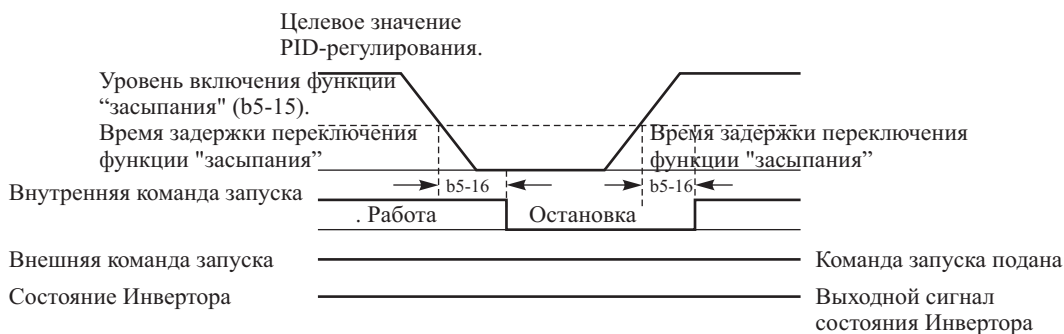 Целевое значение
PID-регулирования.
Уровень включения функции
“засыпания" (b5-15).
Время задержки переключения
функции "засыпания”
Время задержки переключения
функции "засыпания”
b5-16
b5-16
Внутренняя команда запуска
. Работа
Остановка
Внешняя команда запуска
Команда запуска подана
Состояние Инвертора
Выходной сигнал
состояния Инвертора